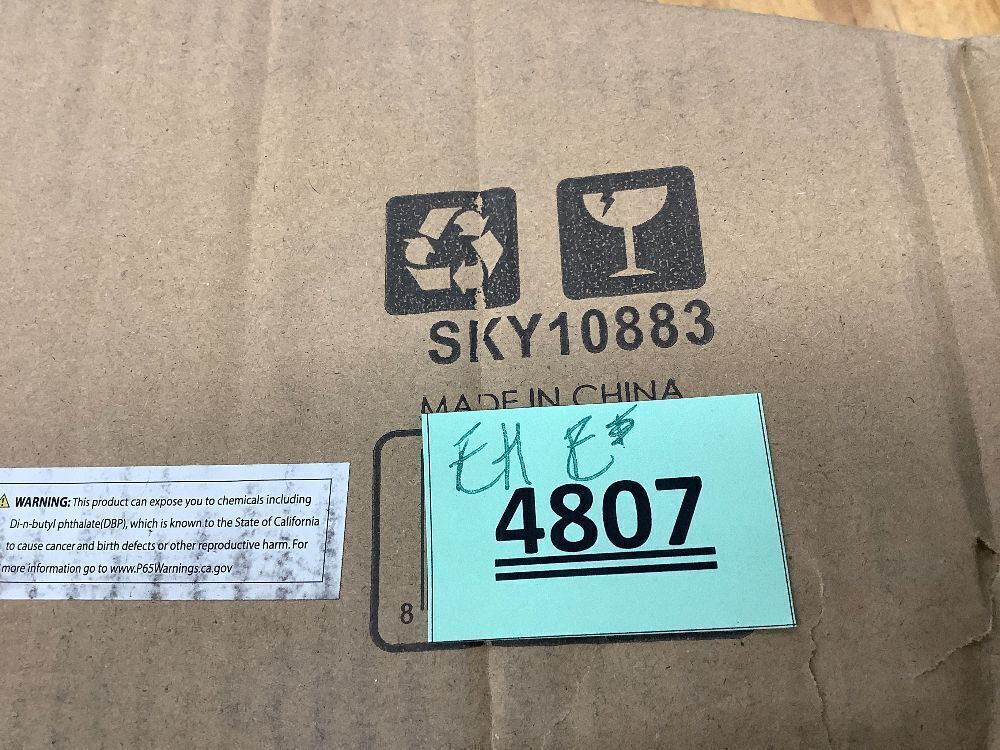 SKY10883
MADE IN CHINA
EH E*
4807
8
WARNING: This product can expose you to chemicals including
Di-n-butyl phthalate(DBP), which is known to the State of California
to cause cancer and birth defects or other reproductive harm. For
more information go to www.P65Warnings.ca.gov